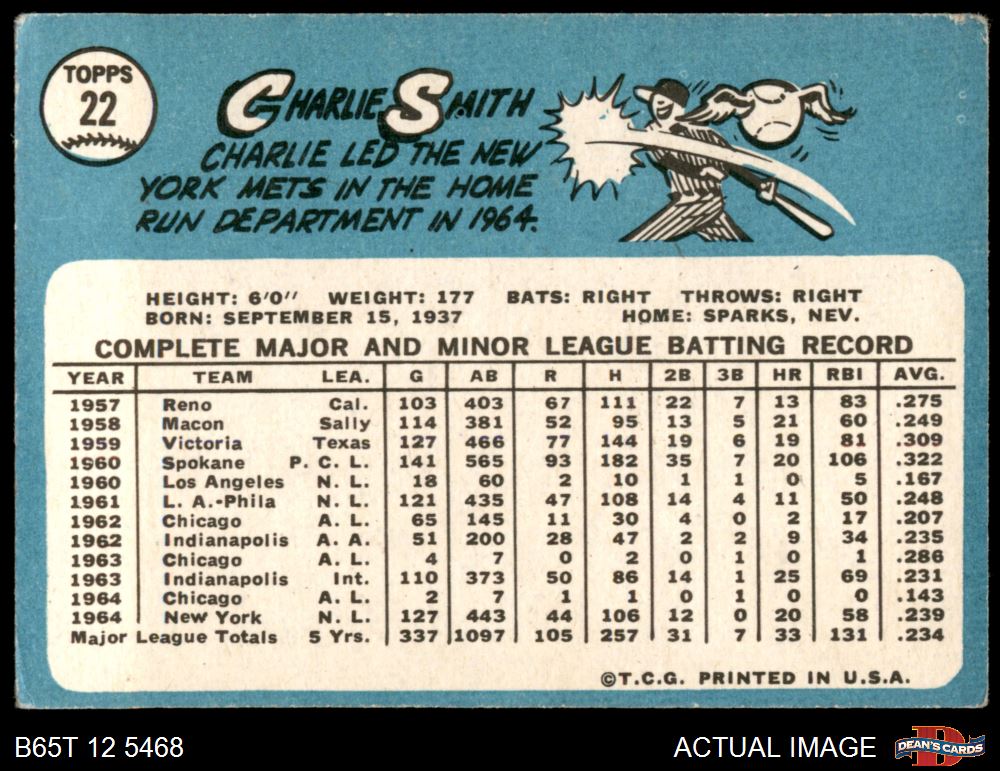 TOPPS
22
CHARLIE SMITH
CHARLIE LED THE NEW
YORK METS IN THE HOME
RUN DEPARTMENT IN 1964.
HEIGHT: 6'0" WEIGHT: 177 BATS: RIGHT THROWS: RIGHT
BORN: SEPTEMBER 15, 1937 HOME: SPARKS, NEV.
COMPLETE MAJOR AND MINOR LEAGUE BATTING RECORD
YEAR TEAM LEA. G AB R H 2B 3B HR RBI AVG.
1957 Reno Cal. 103 403 67 111 22 7 13 83 .275
1958 Macon Sally 114 381 52 95 13 5 21 60 .249
1959 Victoria Texas 127 466 77 144 19 6 19 81 .309
1960 Spokane P. C. L. 141 565 93 182 35 7 20 106 .322
1960 Los Angeles N. L. 18 60 2 10 1 1 0 5 .167
1961 L. A.-Phila N. L. 121 435 47 108 14 4 11 50 .248
1962 Chicago A. L. 65 145 11 30 4 0 2 17 .207
1962 Indianapolis A. A. 51 200 28 47 2 2 9 34 .235
1963 Chicago A. L. 4 7 0 2 0 1 0 1 .286
1963 Indianapolis Int. 110 373 50 86 14 1 25 69 .231
1964 Chicago A. L. 2 7 1 1 0 1 0 0 .143
1964 New York N. L. 127 443 44 106 12 0 20 58 .239
Major League Totals 5 Yrs. 337 1097 105 257 31 7 33 131 .234
©T.C.G. PRINTED IN U.S.A.
B65T 12 5468 ACTUAL IMAGE DEAN'S CARDS